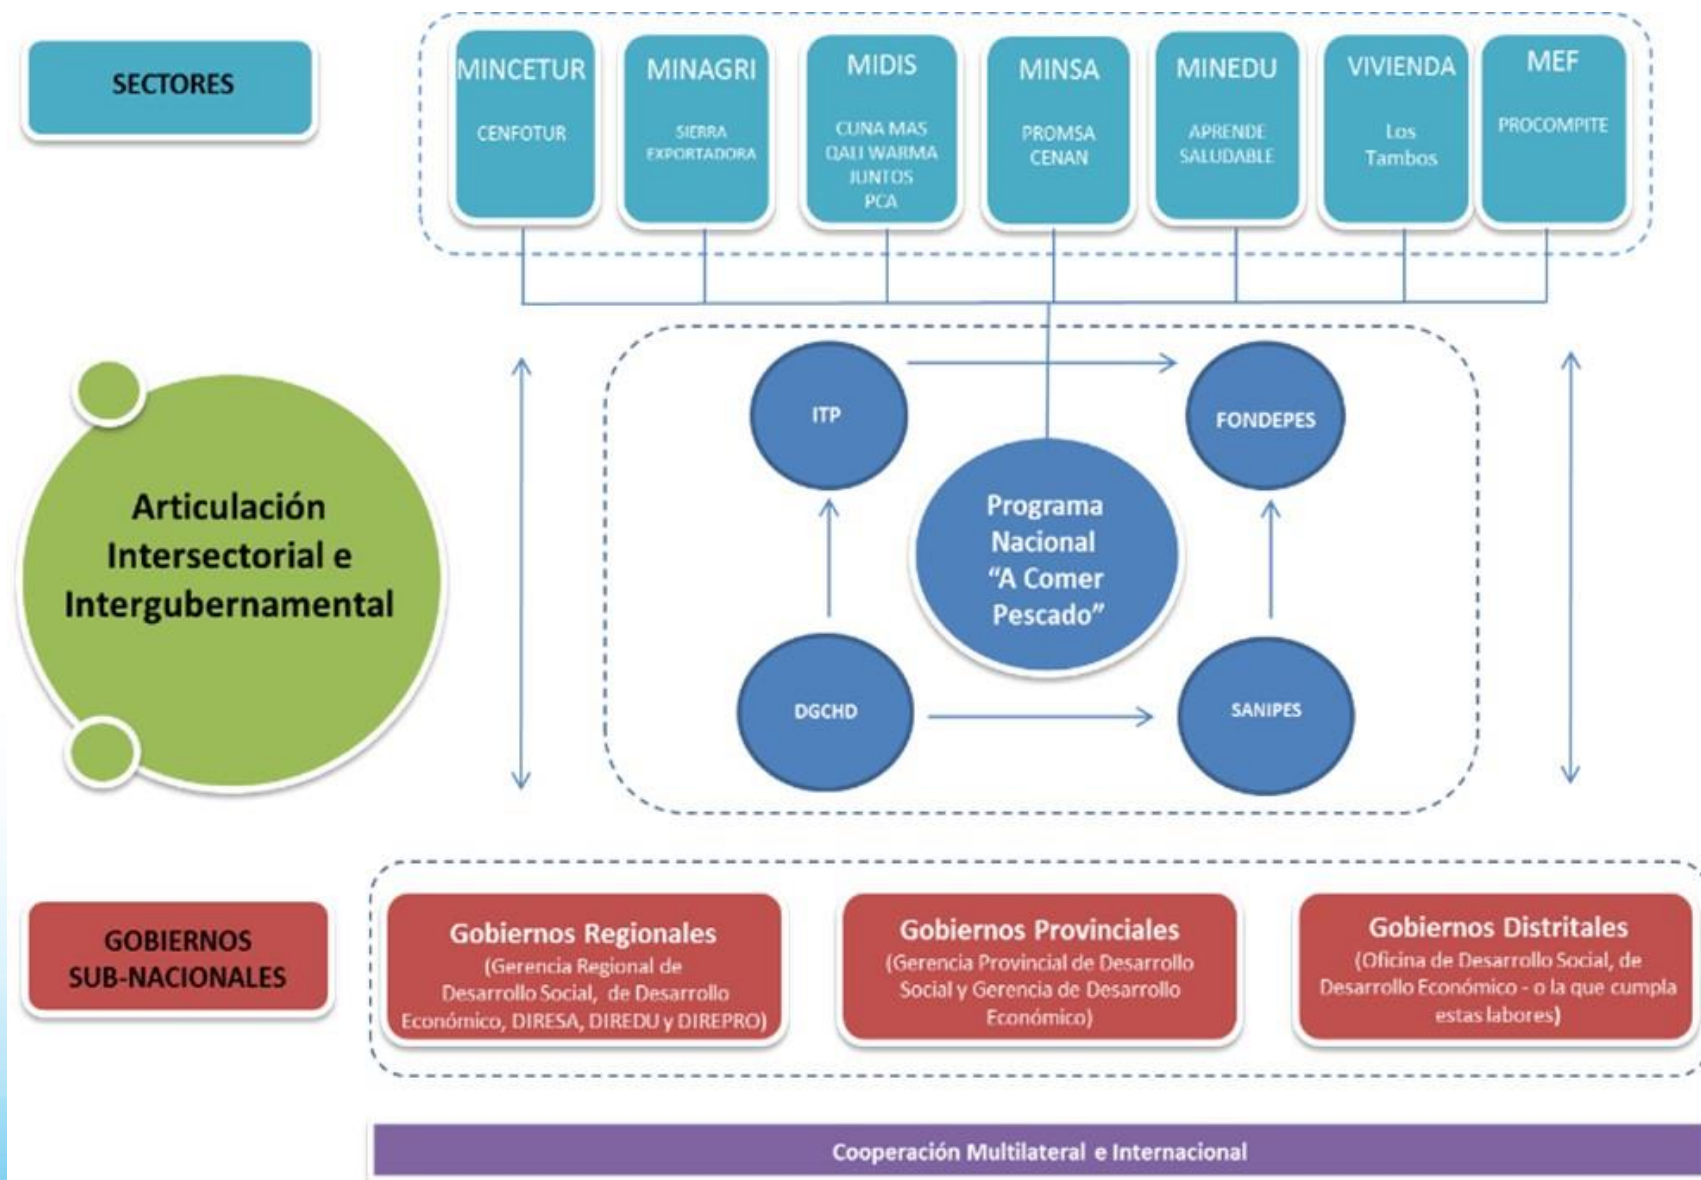 SECTORES
MINCETUR
CENFOTUR
MINAGRI
SIERRA
EXPORTADORA
MIDIS
CUNA MAS
QALI WARMA
JUNTOS
PCA
MINSA
PROMSA
CENAN
MINEDU
APRENDE
SALUDABLE
VIVIENDA
Los
Tambos
MEF
PROCOMPITE
Articulación
Intersectorial e
Intergubernamental
ITP
FONDEPES
Programa
Nacional
“A Comer
Pescado”
DGCHD
SANIPES
GOBIERNOS
SUB-NACIONALES
Gobiernos Regionales
(Gerencia Regional de
Desarrollo Social, de Desarrollo
Económico, DIRESA, DIREDU y DIREPRO)
Gobiernos Provinciales
(Gerencia Provincial de Desarrollo
Social y Gerencia de Desarrollo
Económico)
Gobiernos Distritales
(Oficina de Desarrollo Social, de
Desarrollo Económico - o la que cumpla
estas labores)
Cooperación Multilateral e Internacional